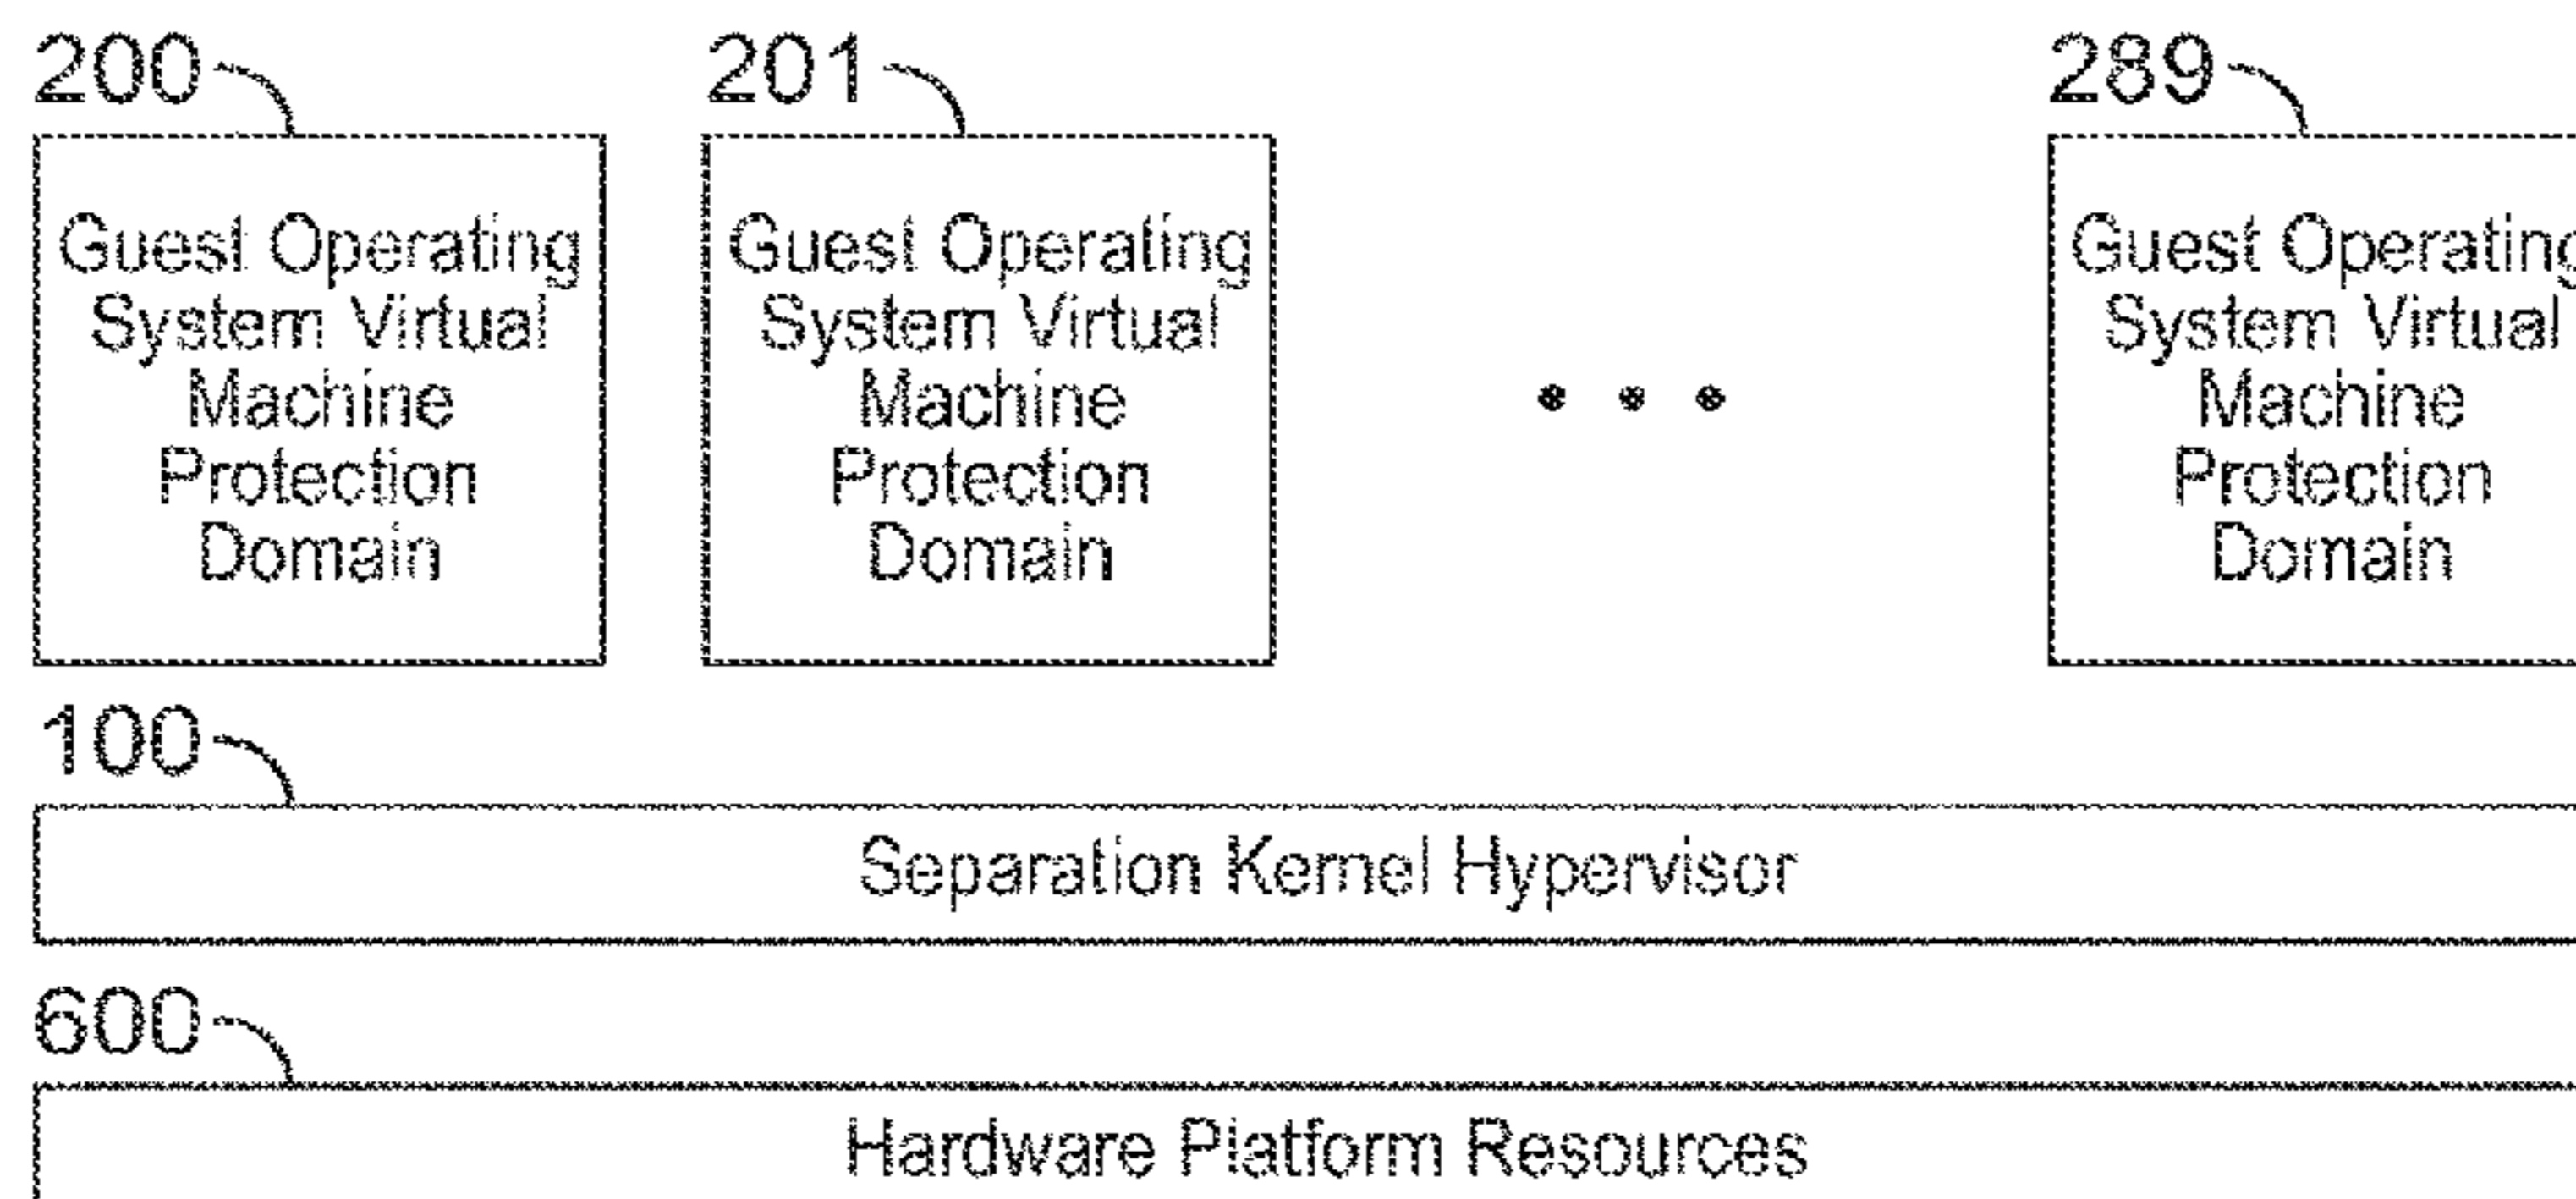 200
201
289
Guest Operating
System Virtual
Machine
Protection
Domain
Guest Operating
System Virtual
Machine
Protection
Domain
Guest Operating
System Virtual
Machine
Protection
Domain
100
Separation Kernel Hypervisor
600
Hardware Platform Resources